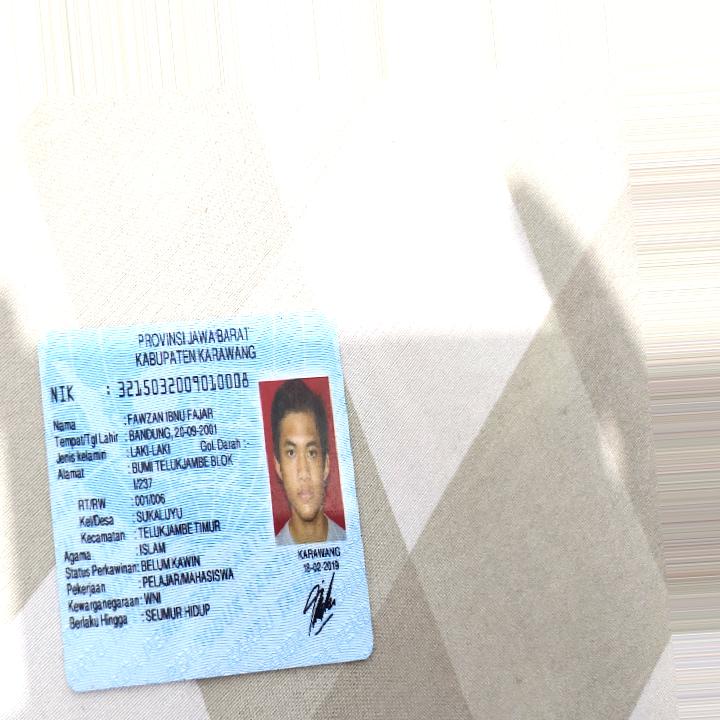 PROVINSI JAWA BARAT
KABUPATEN KARAWANG
NIK : 3215032009010008
Nama : FAWZAN IBNU FAJAR
Tempat/Tgl Lahir : BANDUNG, 20-09-2001
Jenis kelamin : LAKI-LAKI Gol. Darah : -
Alamat : BUMI TELUKJAMBE BLOK
I/237
RT/RW : 001/006
Kel/Desa : SUKALUYU
Kecamatan : TELUKJAMBE TIMUR
Agama : ISLAM
Status Perkawinan: BELUM KAWIN
Pekerjaan : PELAJAR/MAHASISWA
Kewarganegaraan: WNI
Berlaku Hingga : SEUMUR HIDUP
KARAWANG
18-02-2019